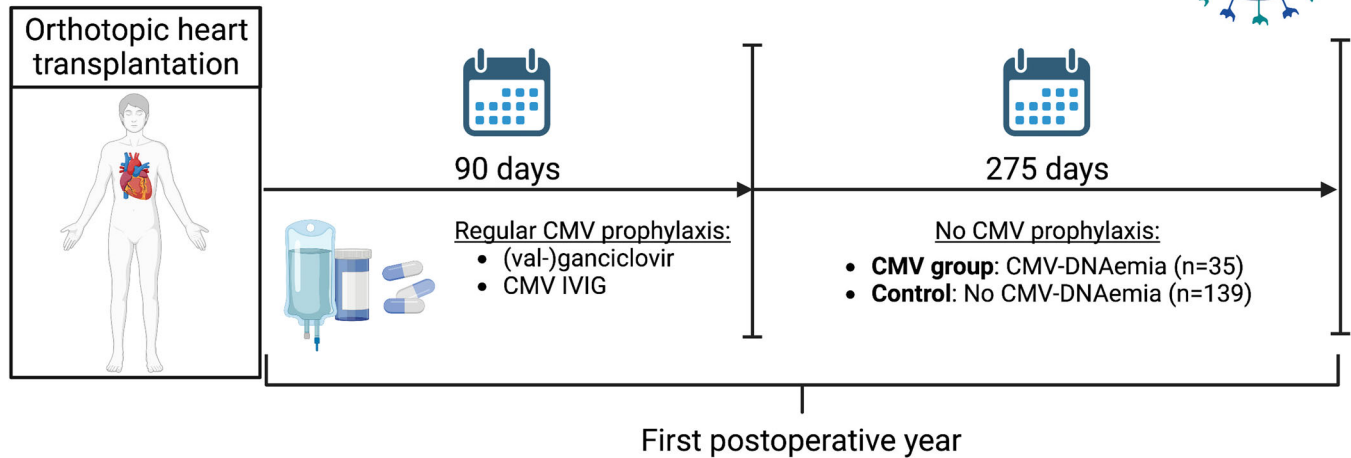 Orthotopic heart
transplantation
90 days
275 days
Regular CMV prophylaxis:
• (val-)ganciclovir
• CMV IVIG
No CMV prophylaxis:
• CMV group: CMV-DNAemia (n=35)
• Control: No CMV-DNAemia (n=139)
First postoperative year